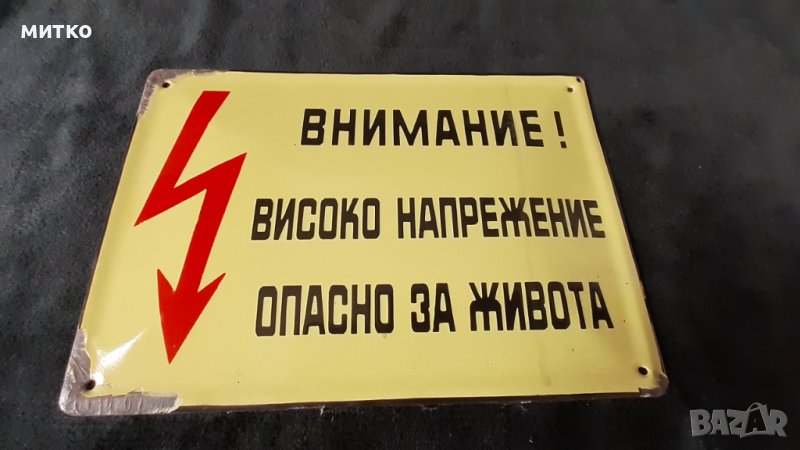 МИТКО
ВНИМАНИЕ!
ВИСОКО НАПРЕЖЕНИЕ
ОПАСНО ЗА ЖИВОТА
BAZAR